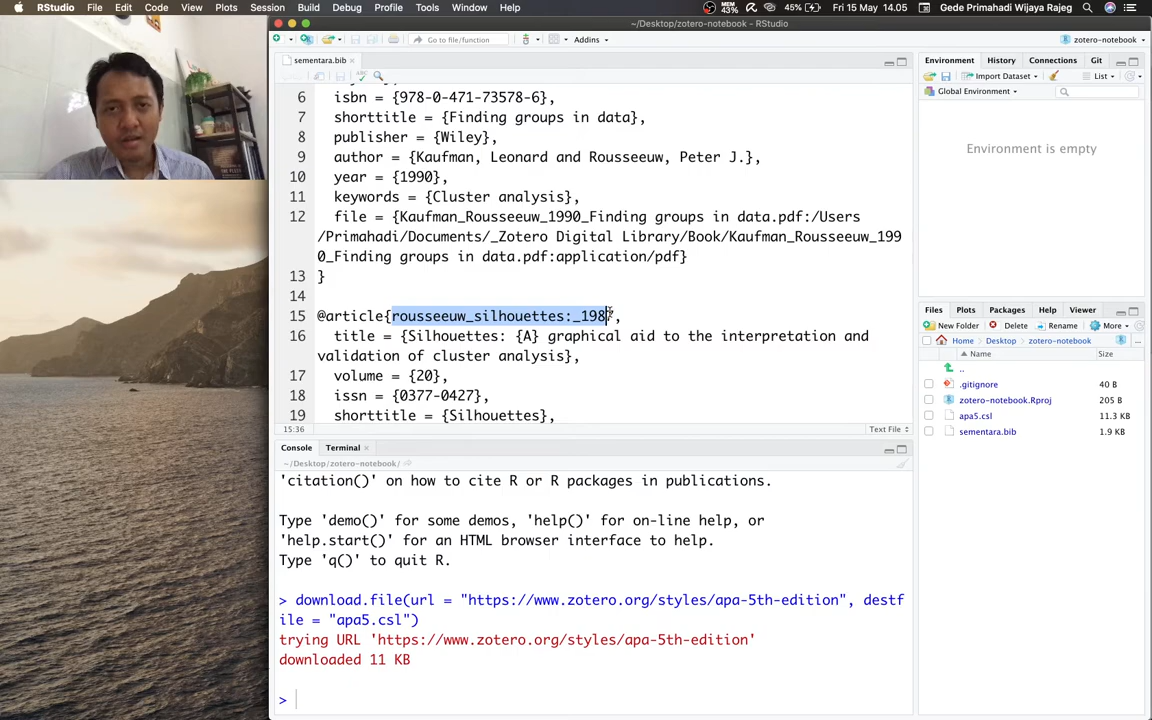 RStudio File Edit Code View Plots Session Build Debug Profile Tools Window Help
MEM 43% 45% Fri 15 May 14.05 Gede Primahadi Wijaya Rajeg
~/Desktop/zotero-notebook - RStudio
Go to file/function Addins zotero-notebook
sementara.bib
6 isbn = {978-0-471-73578-6},
7 shorttitle = {Finding groups in data},
8 publisher = {Wiley},
9 author = {Kaufman, Leonard and Rousseeuw, Peter J.},
10 year = {1990},
11 keywords = {Cluster analysis},
12 file = {Kaufman_Rousseeuw_1990_Finding groups in data.pdf:/Users
/Primahadi/Documents/_Zotero Digital Library/Book/Kaufman_Rousseeuw_199
0_Finding groups in data.pdf:application/pdf}
13 }
14
15 @article{rousseeuw_silhouettes:_1987,
16 title = {Silhouettes: {A} graphical aid to the interpretation and
validation of cluster analysis},
17 volume = {20},
18 issn = {0377-0427},
19 shorttitle = {Silhouettes},
15:36 Text File
Console Terminal
~/Desktop/zotero-notebook/
'citation()' on how to cite R or R packages in publications.
Type 'demo()' for some demos, 'help()' for on-line help, or
'help.start()' for an HTML browser interface to help.
Type 'q()' to quit R.
> download.file(url = "https://www.zotero.org/styles/apa-5th-edition", destf
ile = "apa5.csl")
trying URL 'https://www.zotero.org/styles/apa-5th-edition'
downloaded 11 KB
>
Environment History Connections Git
Import Dataset List
Global Environment
Environment is empty
Files Plots Packages Help Viewer
New Folder Delete Rename More
Home Desktop zotero-notebook
Name Size
..
.gitignore 40 B
zotero-notebook.Rproj 205 B
apa5.csl 11.3 KB
sementara.bib 1.9 KB